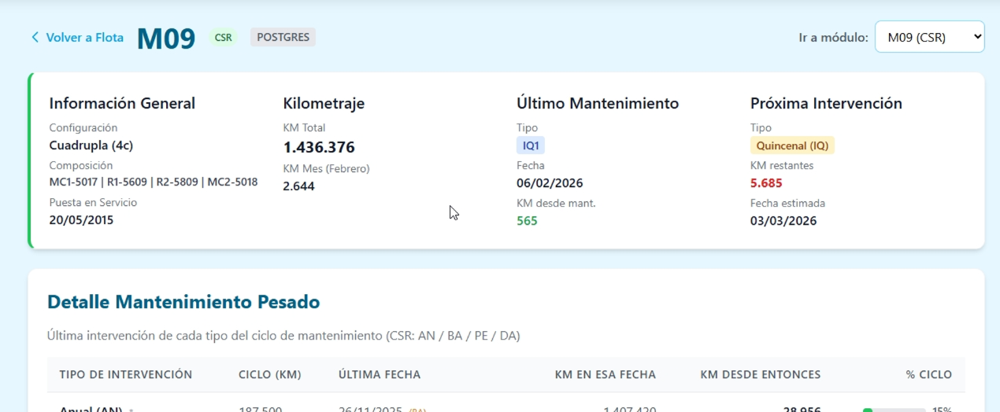 Volver a Flota M09 CSR POSTGRES Ir a módulo: M09 (CSR)
Información General
Configuración
Cuadrupla (4c)
Composición
MC1-5017 | R1-5609 | R2-5809 | MC2-5018
Puesta en Servicio
20/05/2015
Kilometraje
KM Total
1.436.376
KM Mes (Febrero)
2.644
Último Mantenimiento
Tipo
IQ1
Fecha
06/02/2026
KM desde mant.
565
Próxima Intervención
Tipo
Quincenal (IQ)
KM restantes
5.685
Fecha estimada
03/03/2026
Detalle Mantenimiento Pesado
Última intervención de cada tipo del ciclo de mantenimiento (CSR: AN / BA / PE / DA)
TIPO DE INTERVENCIÓN CICLO (KM) ÚLTIMA FECHA KM EN ESA FECHA KM DESDE ENTONCES % CICLO
Anual (AN) 187.500 26/11/2025 (BA) 1.407.420 28.956 15%